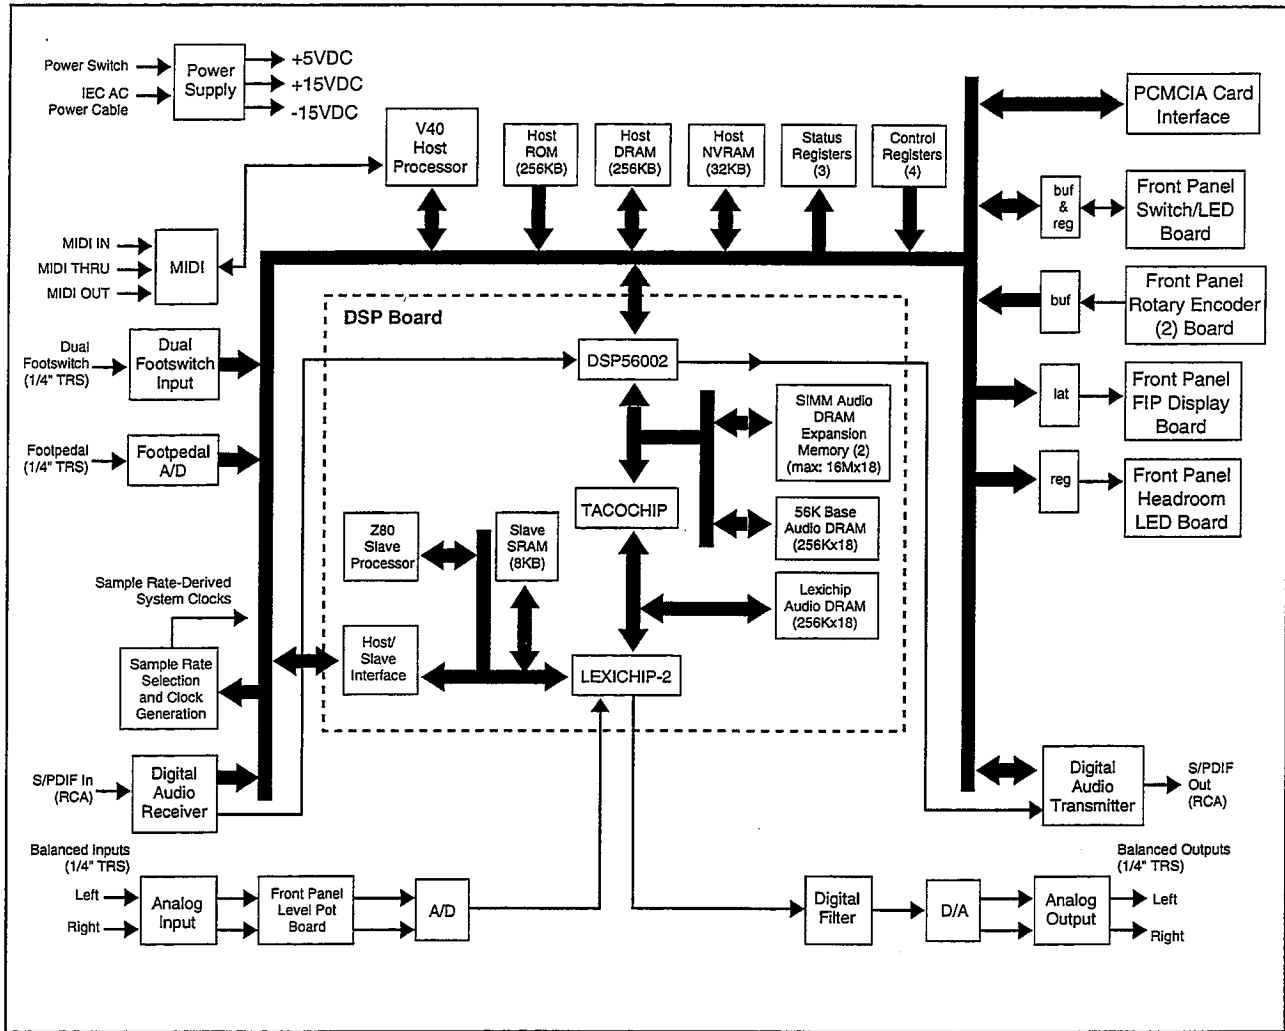 Power Switch
IEC AC
Power Cable
Power
Supply
+5VDC
+15VDC
-15VDC
V40
Host
Processor
Host
ROM
(256KB)
Host
DRAM
(256KB)
Host
NVRAM
(32KB)
Status
Registers
(3)
Control
Registers
(4)
PCMCIA Card
Interface
buf
&
reg
Front Panel
Switch/LED
Board
buf
Front Panel
Rotary Encoder
(2) Board
lat
Front Panel
FIP Display
Board
reg
Front Panel
Headroom
LED Board
MIDI IN
MIDI THRU
MIDI OUT
MIDI
Dual
Footswitch
(1/4" TRS)
Dual
Footswitch
Input
Footpedal
(1/4" TRS)
Footpedal
A/D
DSP Board
DSP56002
SIMM Audio
DRAM
Expansion
Memory (2)
(max: 16Mx18)
TACOCHIP
56K Base
Audio DRAM
(256Kx18)
Z80
Slave
Processor
Slave
SRAM
(8KB)
Lexichip
Audio DRAM
(256Kx18)
Host/
Slave
Interface
LEXICHIP-2
Sample Rate-Derived
System Clocks
Sample Rate
Selection
and Clock
Generation
S/PDIF In
(RCA)
Digital
Audio
Receiver
Digital
Audio
Transmitter
S/PDIF
Out
(RCA)
Balanced Inputs
(1/4" TRS)
Left
Right
Analog
Input
Front Panel
Level Pot
Board
A/D
Digital
Filter
D/A
Analog
Output
Balanced Outputs
(1/4" TRS)
Left
Right